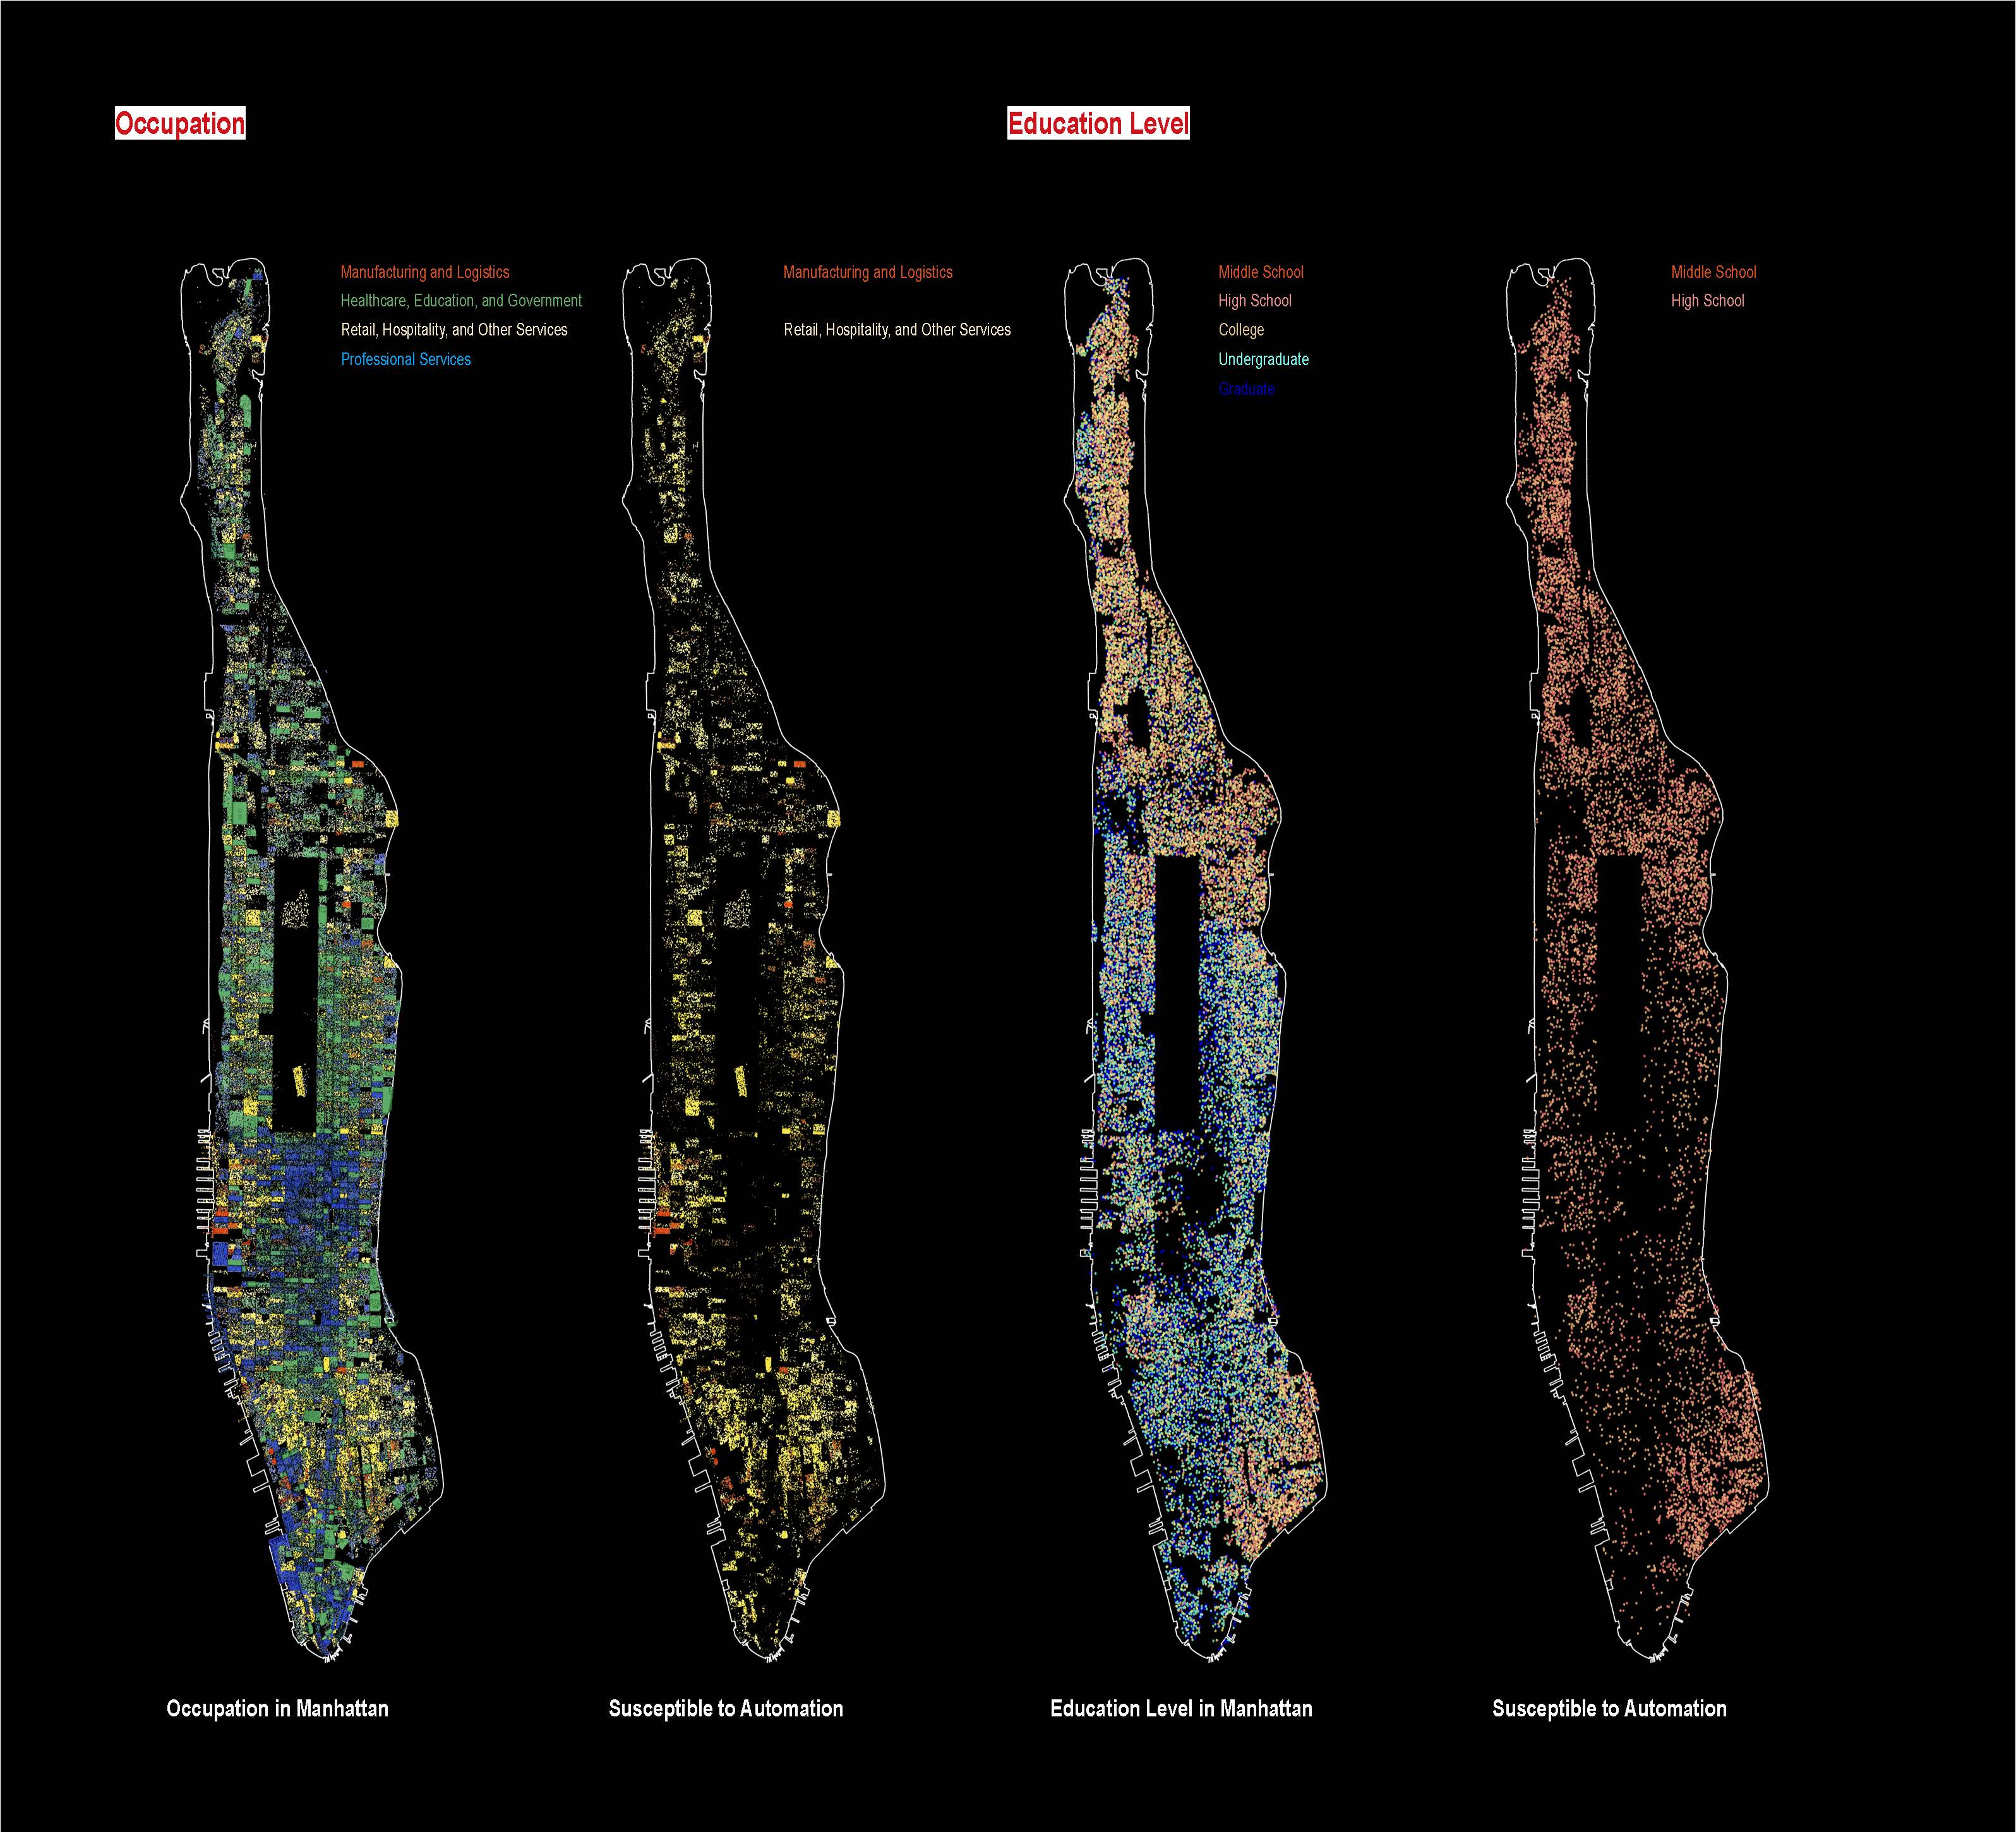 Occupation
Education Level
Manufacturing and Logistics
Healthcare, Education, and Government
Retail, Hospitality, and Other Services
Professional Services
Manufacturing and Logistics
Retail, Hospitality, and Other Services
Middle School
High School
College
Undergraduate
Graduate
Middle School
High School
Occupation in Manhattan
Susceptible to Automation
Education Level in Manhattan
Susceptible to Automation